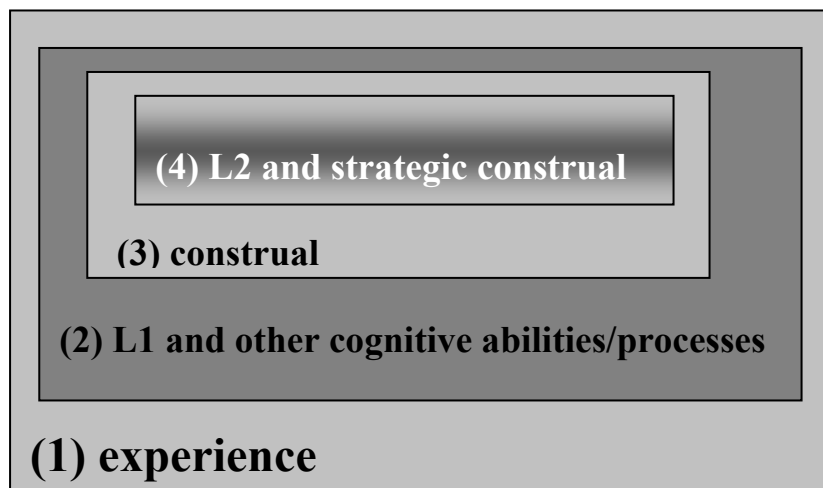 (4) L2 and strategic construal
(3) construal
(2) L1 and other cognitive abilities/processes
(1) experience